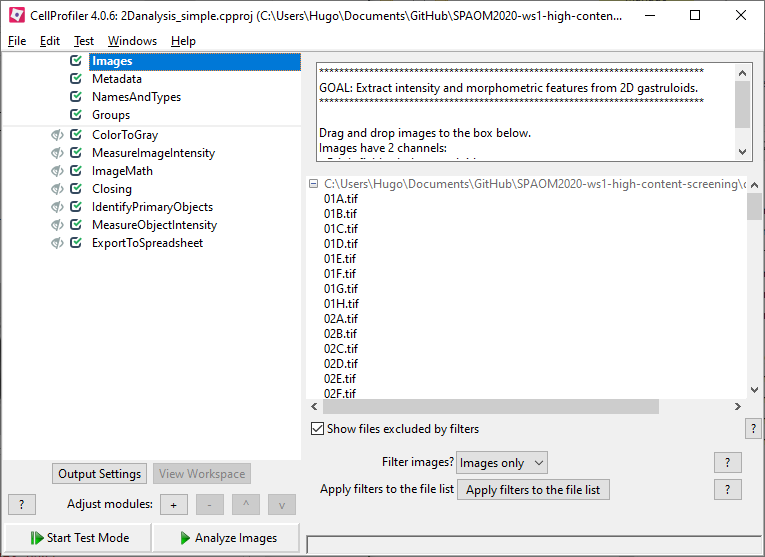 CellProfiler 4.0.6: 2Danalysis_simple.cpproj (C:\Users\Hugo\Documents\GitHub\SPAOM2020-ws1-high-conten...
File Edit Test Windows Help
Images
Metadata
NamesAndTypes
Groups
ColorToGray
MeasureImageIntensity
ImageMath
Closing
IdentifyPrimaryObjects
MeasureObjectIntensity
ExportToSpreadsheet
Output Settings View Workspace
? Adjust modules: + - ^ v
Start Test Mode Analyze Images
GOAL: Extract intensity and morphometric features from 2D gastruloids.
Drag and drop images to the box below.
Images have 2 channels:
C:\Users\Hugo\Documents\GitHub\SPAOM2020-ws1-high-content-screening\
01A.tif
01B.tif
01C.tif
01D.tif
01E.tif
01F.tif
01G.tif
01H.tif
02A.tif
02B.tif
02C.tif
02D.tif
02E.tif
02F.tif
Show files excluded by filters ?
Filter images? Images only ?
Apply filters to the file list Apply filters to the file list ?